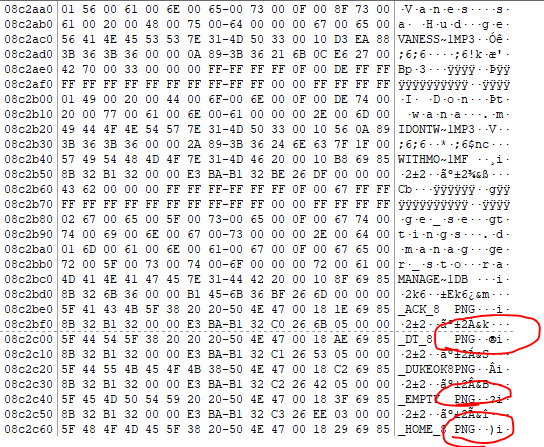 08c2aa0 01 56 00 61 00 6E 00 65-00 73 00 0F 00 8F 73 00 ·V·a·n·e·s····s·
08c2ab0 61 00 20 00 48 00 75-00 64 00 00 00 67 00 65 00 a· Hud···ge
08c2ac0 56 41 4E 45 53 53 7E 31-4D 50 33 00 10 D3 EA 88 VANESS~1MP3··Óê·
08c2ad0 3B 36 3B 36 00 00 0A 89-3B 36 21 6B 0C E6 27 00 ;6;6····;6!k·æ'·
08c2ae0 42 70 00 33 00 00 00 FF-FF FF FF 0F 00 DE FF FF Bp·3···ÿÿÿÿ··Þÿÿ
08c2af0 FF FF FF FF FF FF FF FF-FF FF 00 00 FF FF FF FF ÿÿÿÿÿÿÿÿÿÿ··ÿÿÿÿ
08c2b00 01 49 00 20 00 44 00 6F-00 6E 00 0F 00 DE 74 00 ·I· ·D·o·n···Þt·
08c2b10 20 00 77 00 61 00 6E-00 61 00 00 00 2E 00 6D 00 ·wana···.·m·
08c2b20 49 44 4F 4E 54 57 7E 31-4D 50 33 00 10 56 0A 89 IDONTW~1MP3··V··
08c2b30 3B 36 3B 36 00 00 2A 89-3B 36 24 6E 63 7F 1F 00 ;6;6··*·;6$nc···
08c2b40 57 49 54 48 4D 4F 7E 31-4D 46 20 00 10 B8 69 85 WITHMO~1MF ··¸i·
08c2b50 8B 32 B1 32 00 00 E3 BA-B1 32 BE 26 DF 00 00 00 ·2±2··ãº±2¾&ß···
08c2b60 43 62 00 00 00 FF FF FF-FF FF FF 0F 00 67 FF FF Cb···ÿÿÿÿÿÿ··gÿÿ
08c2b70 FF FF FF FF FF FF FF FF-FF FF 00 00 FF FF FF FF ÿÿÿÿÿÿÿÿÿÿ··ÿÿÿÿ
08c2b80 02 67 00 65 00 5F 00 73-00 65 00 0F 00 67 74 00 ·g·e·_·s·e···gt·
08c2b90 74 00 69 00 6E 00 67 00-73 00 00 00 2E 00 64 00 t·i·n·g·s···.·d·
08c2ba0 01 6D 00 61 00 6E 00 61-00 67 00 0F 00 67 65 00 ·m·a·n·a·g···ge·
08c2bb0 72 00 5F 00 73 00 74 00-6F 00 00 00 72 00 61 00 r·_·s·t·o···r·a·
08c2bc0 4D 41 4E 41 47 45 7E 31-44 42 20 00 10 8F 69 85 MANAGE~1DB ···i·
08c2bd0 8B 32 6B 36 00 00 B1 45-6B 36 BF 26 6D 00 00 00 ·2k6··±Ek6¿&m···
08c2be0 5F 41 43 4B 5F 38 20 20-50 4E 47 00 18 1E 69 85 _ACK_8  PNG···i·
08c2bf0 8B 32 B1 32 00 00 E3 BA-B1 32 C0 26 6B 05 00 00 ·2±2··ãº±2À&k···
08c2c00 5F 44 54 5F 38 20 20 20-50 4E 47 00 18 AE 69 85 _DT_8   PNG··®i·
08c2c10 8B 32 B1 32 00 00 E3 BA-B1 32 C1 26 53 05 00 00 ·2±2··ãº±2Á&S···
08c2c20 5F 44 55 4B 45 4F 4B 38-50 4E 47 00 18 C2 69 85 _DUKEOK8PNG··Âi·
08c2c30 8B 32 B1 32 00 00 E3 BA-B1 32 C2 26 42 05 00 00 ·2±2··ãº±2Â&B···
08c2c40 5F 45 4D 50 54 59 20 20-50 4E 47 00 18 3F 69 85 _EMPTY  PNG··?i·
08c2c50 8B 32 B1 32 00 00 E3 BA-B1 32 C3 26 EE 03 00 00 ·2±2··ãº±2Ã&î···
08c2c60 5F 48 4F 4D 45 5F 38 20-50 4E 47 00 18 29 69 85 _HOME_8 PNG··)i·